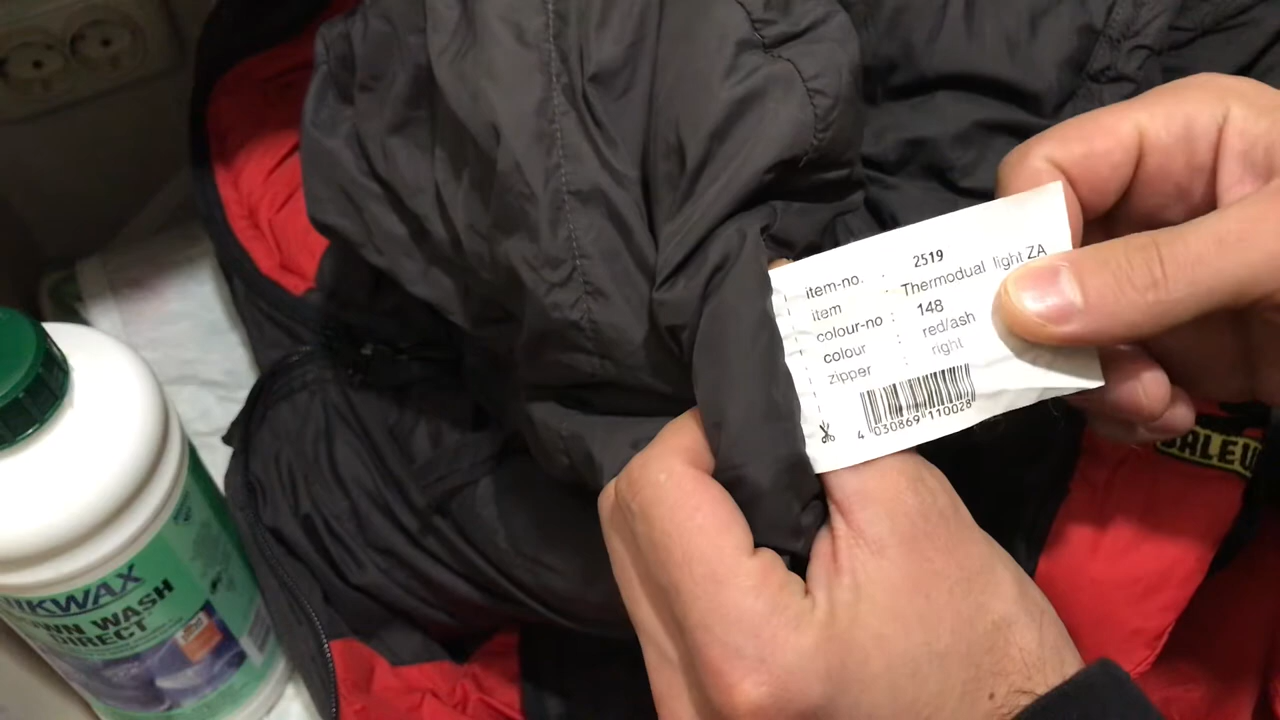 item-no. : 2519
item : Thermodual light ZA
colour-no : 148
colour : red/ash
zipper : right
4 030869 110028
NIKWAX
DOWN WASH
DIRECT